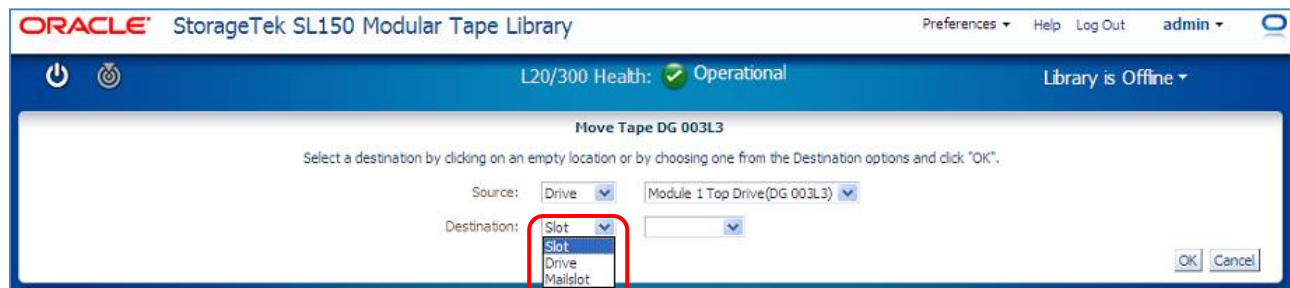 ORACLE® StorageTek SL150 Modular Tape Library Preferences Help Log Out admin
L20/300 Health: Operational Library is Offline
Move Tape DG 003L3
Select a destination by clicking on an empty location or by choosing one from the Destination options and click "OK".
Source: Drive Module 1 Top Drive(DG 003L3)
Destination: Slot
Slot
Drive
Mailslot
OK Cancel